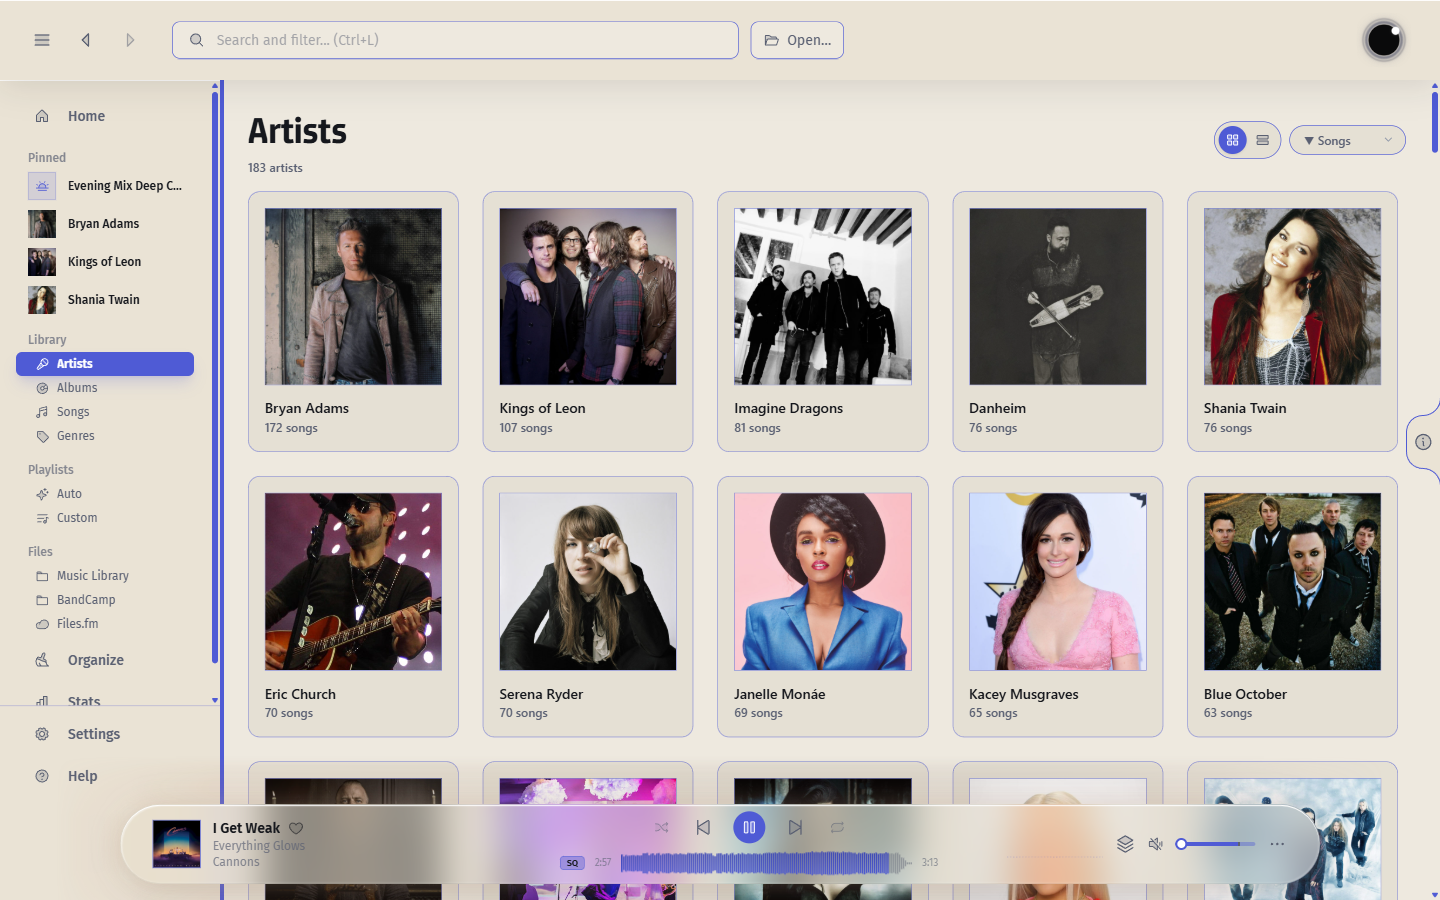 Search and filter... (Ctrl+L)
Open...
Home
Pinned
Evening Mix Deep C...
Bryan Adams
Kings of Leon
Shania Twain
Library
Artists
Albums
Songs
Genres
Playlists
Auto
Custom
Files
Music Library
BandCamp
Files.fm
Organize
Stats
Settings
Help
Artists
183 artists
▼ Songs
Bryan Adams
172 songs
Kings of Leon
107 songs
Imagine Dragons
81 songs
Danheim
76 songs
Shania Twain
76 songs
Eric Church
70 songs
Serena Ryder
70 songs
Janelle Monáe
69 songs
Kacey Musgraves
65 songs
Blue October
63 songs
I Get Weak
Everything Glows
Cannons
SQ
2:57
3:13